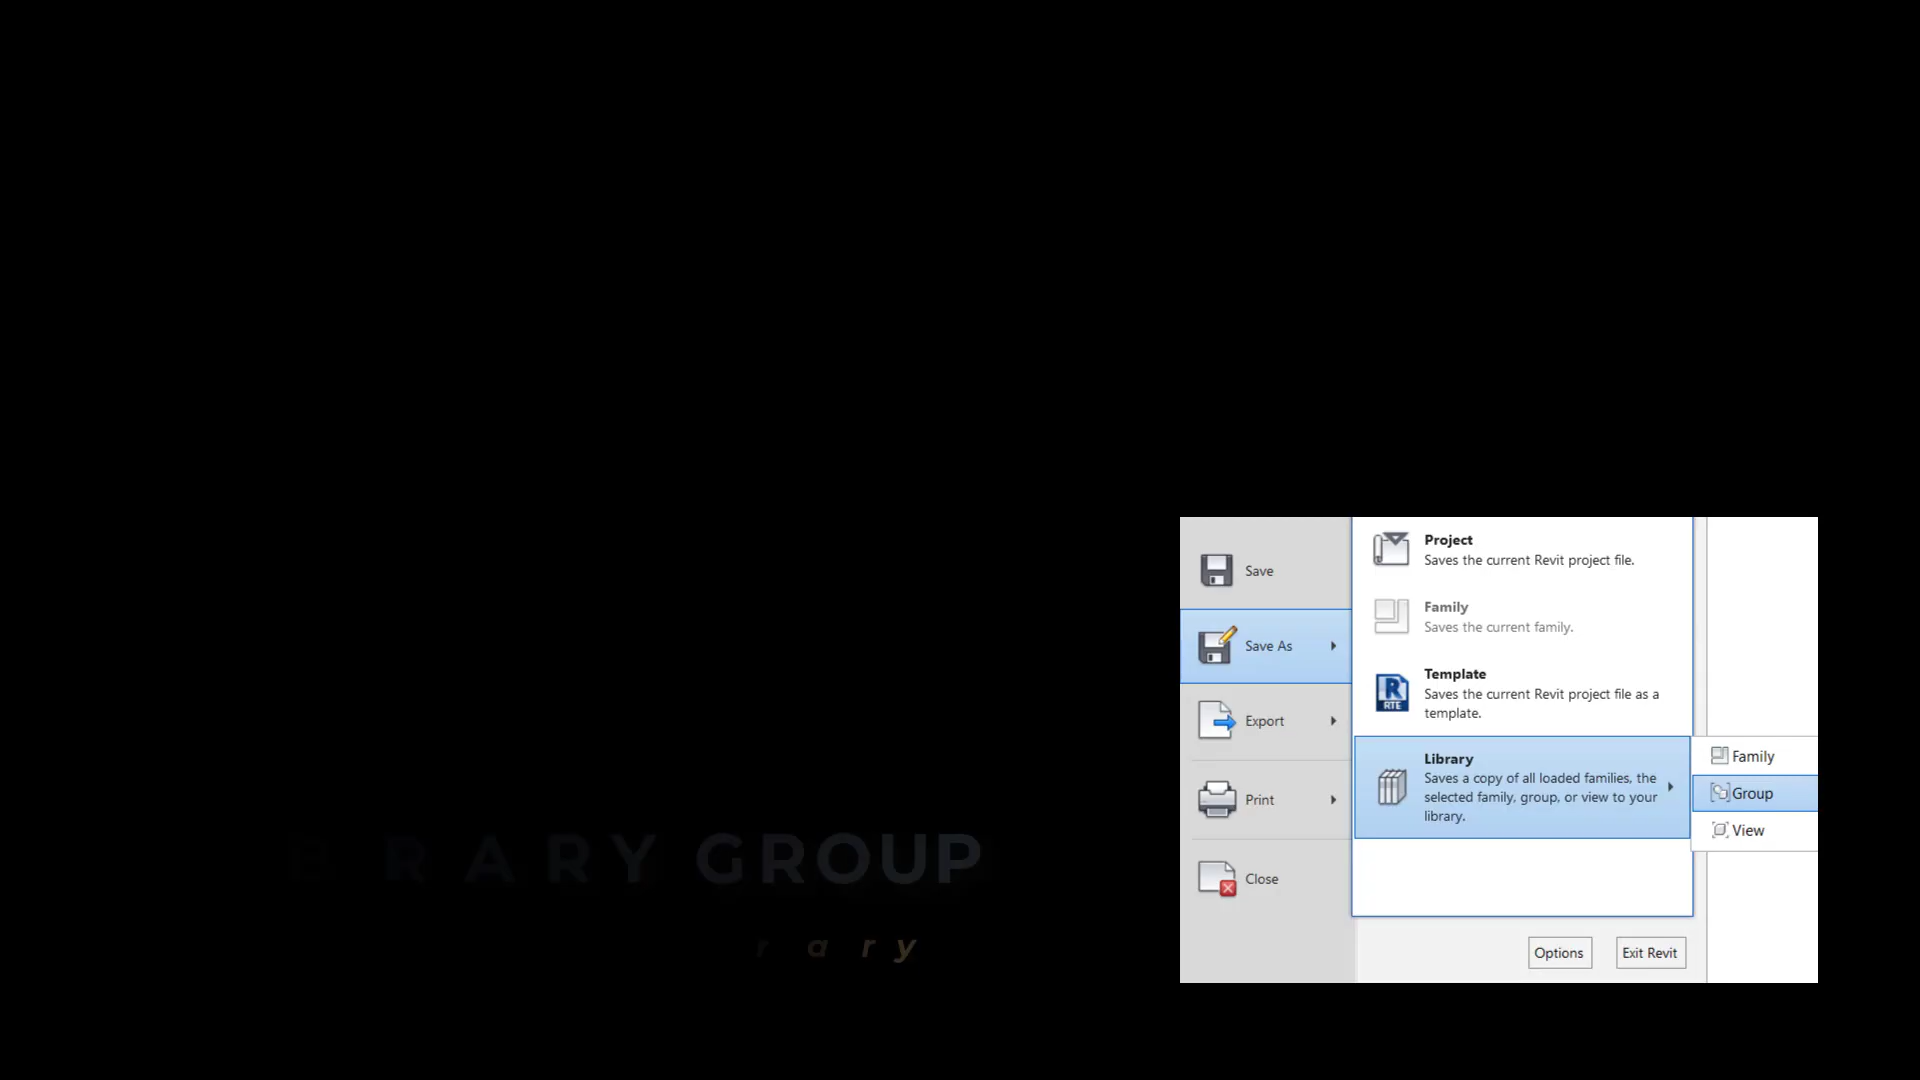 Save
Save As
Export
Print
Close
Project
Saves the current Revit project file.
Family
Saves the current family.
Template
Saves the current Revit project file as a
template.
RTE
Library
Saves a copy of all loaded families, the
selected family, group, or view to your
library.
Family
Group
View
Options
Exit Revit
BRARY GROUP
rary